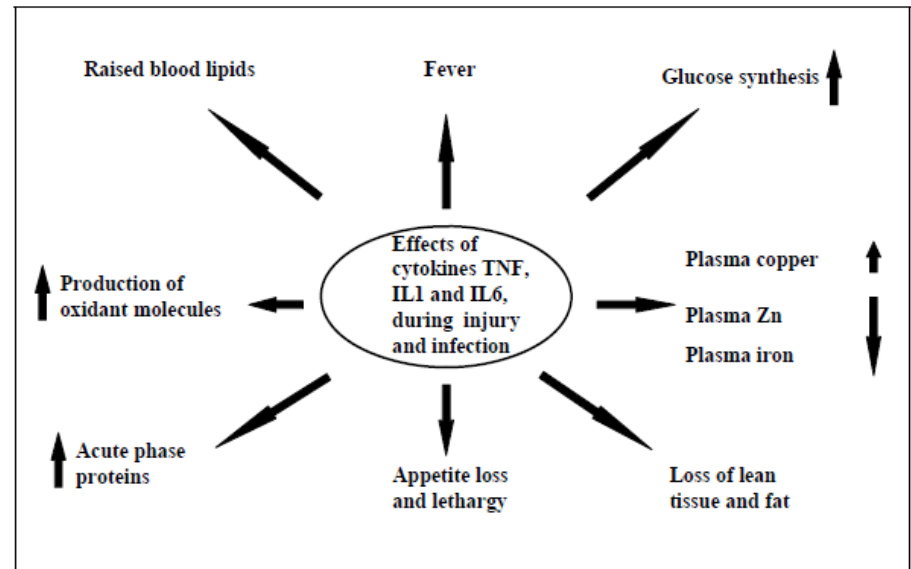 Raised blood lipids
Fever
Glucose synthesis
Effects of
cytokines TNF,
IL1 and IL6,
during injury
and infection
Production of
oxidant molecules
Plasma copper
Plasma Zn
Plasma iron
Acute phase
proteins
Appetite loss
and lethargy
Loss of lean
tissue and fat